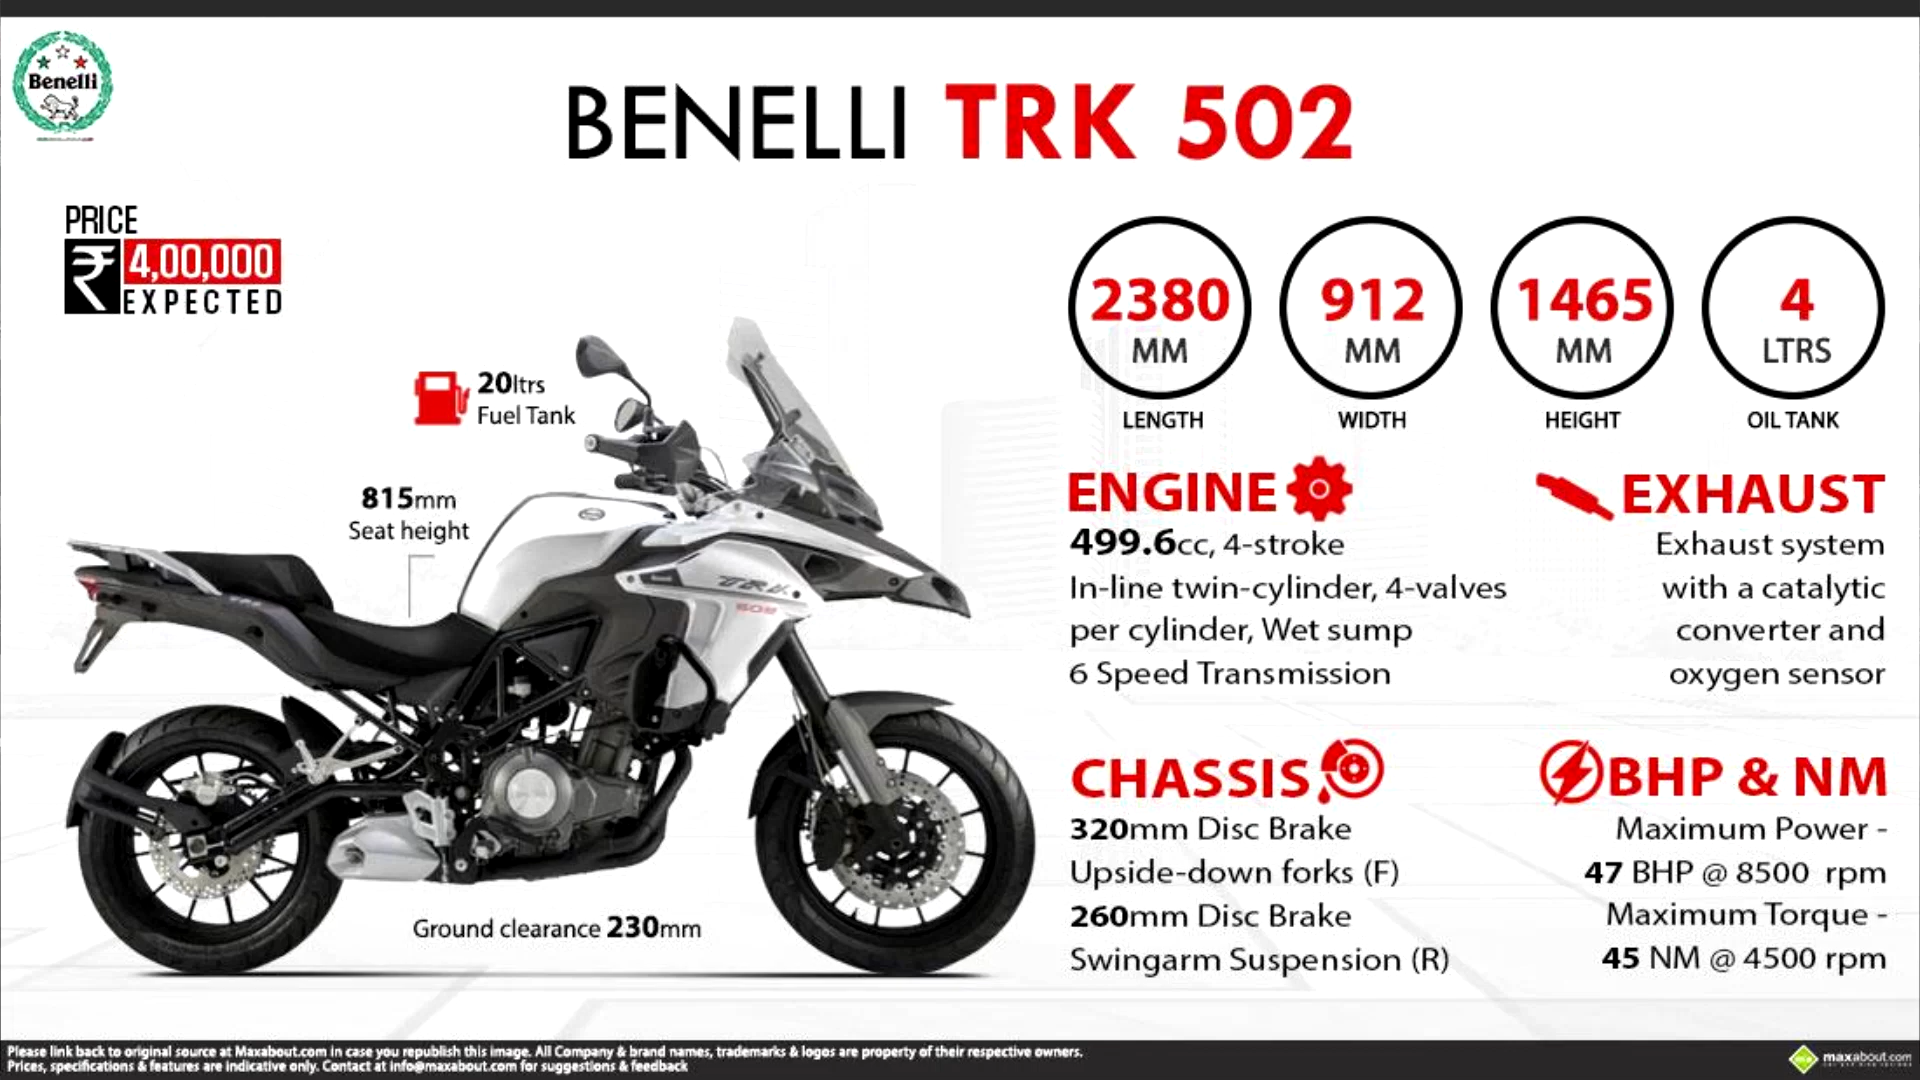 Benelli
BENELLI TRK 502
PRICE
₹ 4,00,000
EXPECTED
20ltrs
Fuel Tank
815mm
Seat height
TRK
502
Ground clearance 230mm
2380
MM
LENGTH
912
MM
WIDTH
1465
MM
HEIGHT
4
LTRS
OIL TANK
ENGINE
499.6cc, 4-stroke
In-line twin-cylinder, 4-valves
per cylinder, Wet sump
6 Speed Transmission
EXHAUST
Exhaust system
with a catalytic
converter and
oxygen sensor
CHASSIS
320mm Disc Brake
Upside-down forks (F)
260mm Disc Brake
Swingarm Suspension (R)
BHP & NM
Maximum Power -
47 BHP @ 8500 rpm
Maximum Torque -
45 NM @ 4500 rpm
Please link back to original source at Maxabout.com in case you republish this image. All Company & brand names, trademarks & logos are property of their respective owners.
Prices, specifications & features are indicative only. Contact at info@maxabout.com for suggestions & feedback
maxabout.com